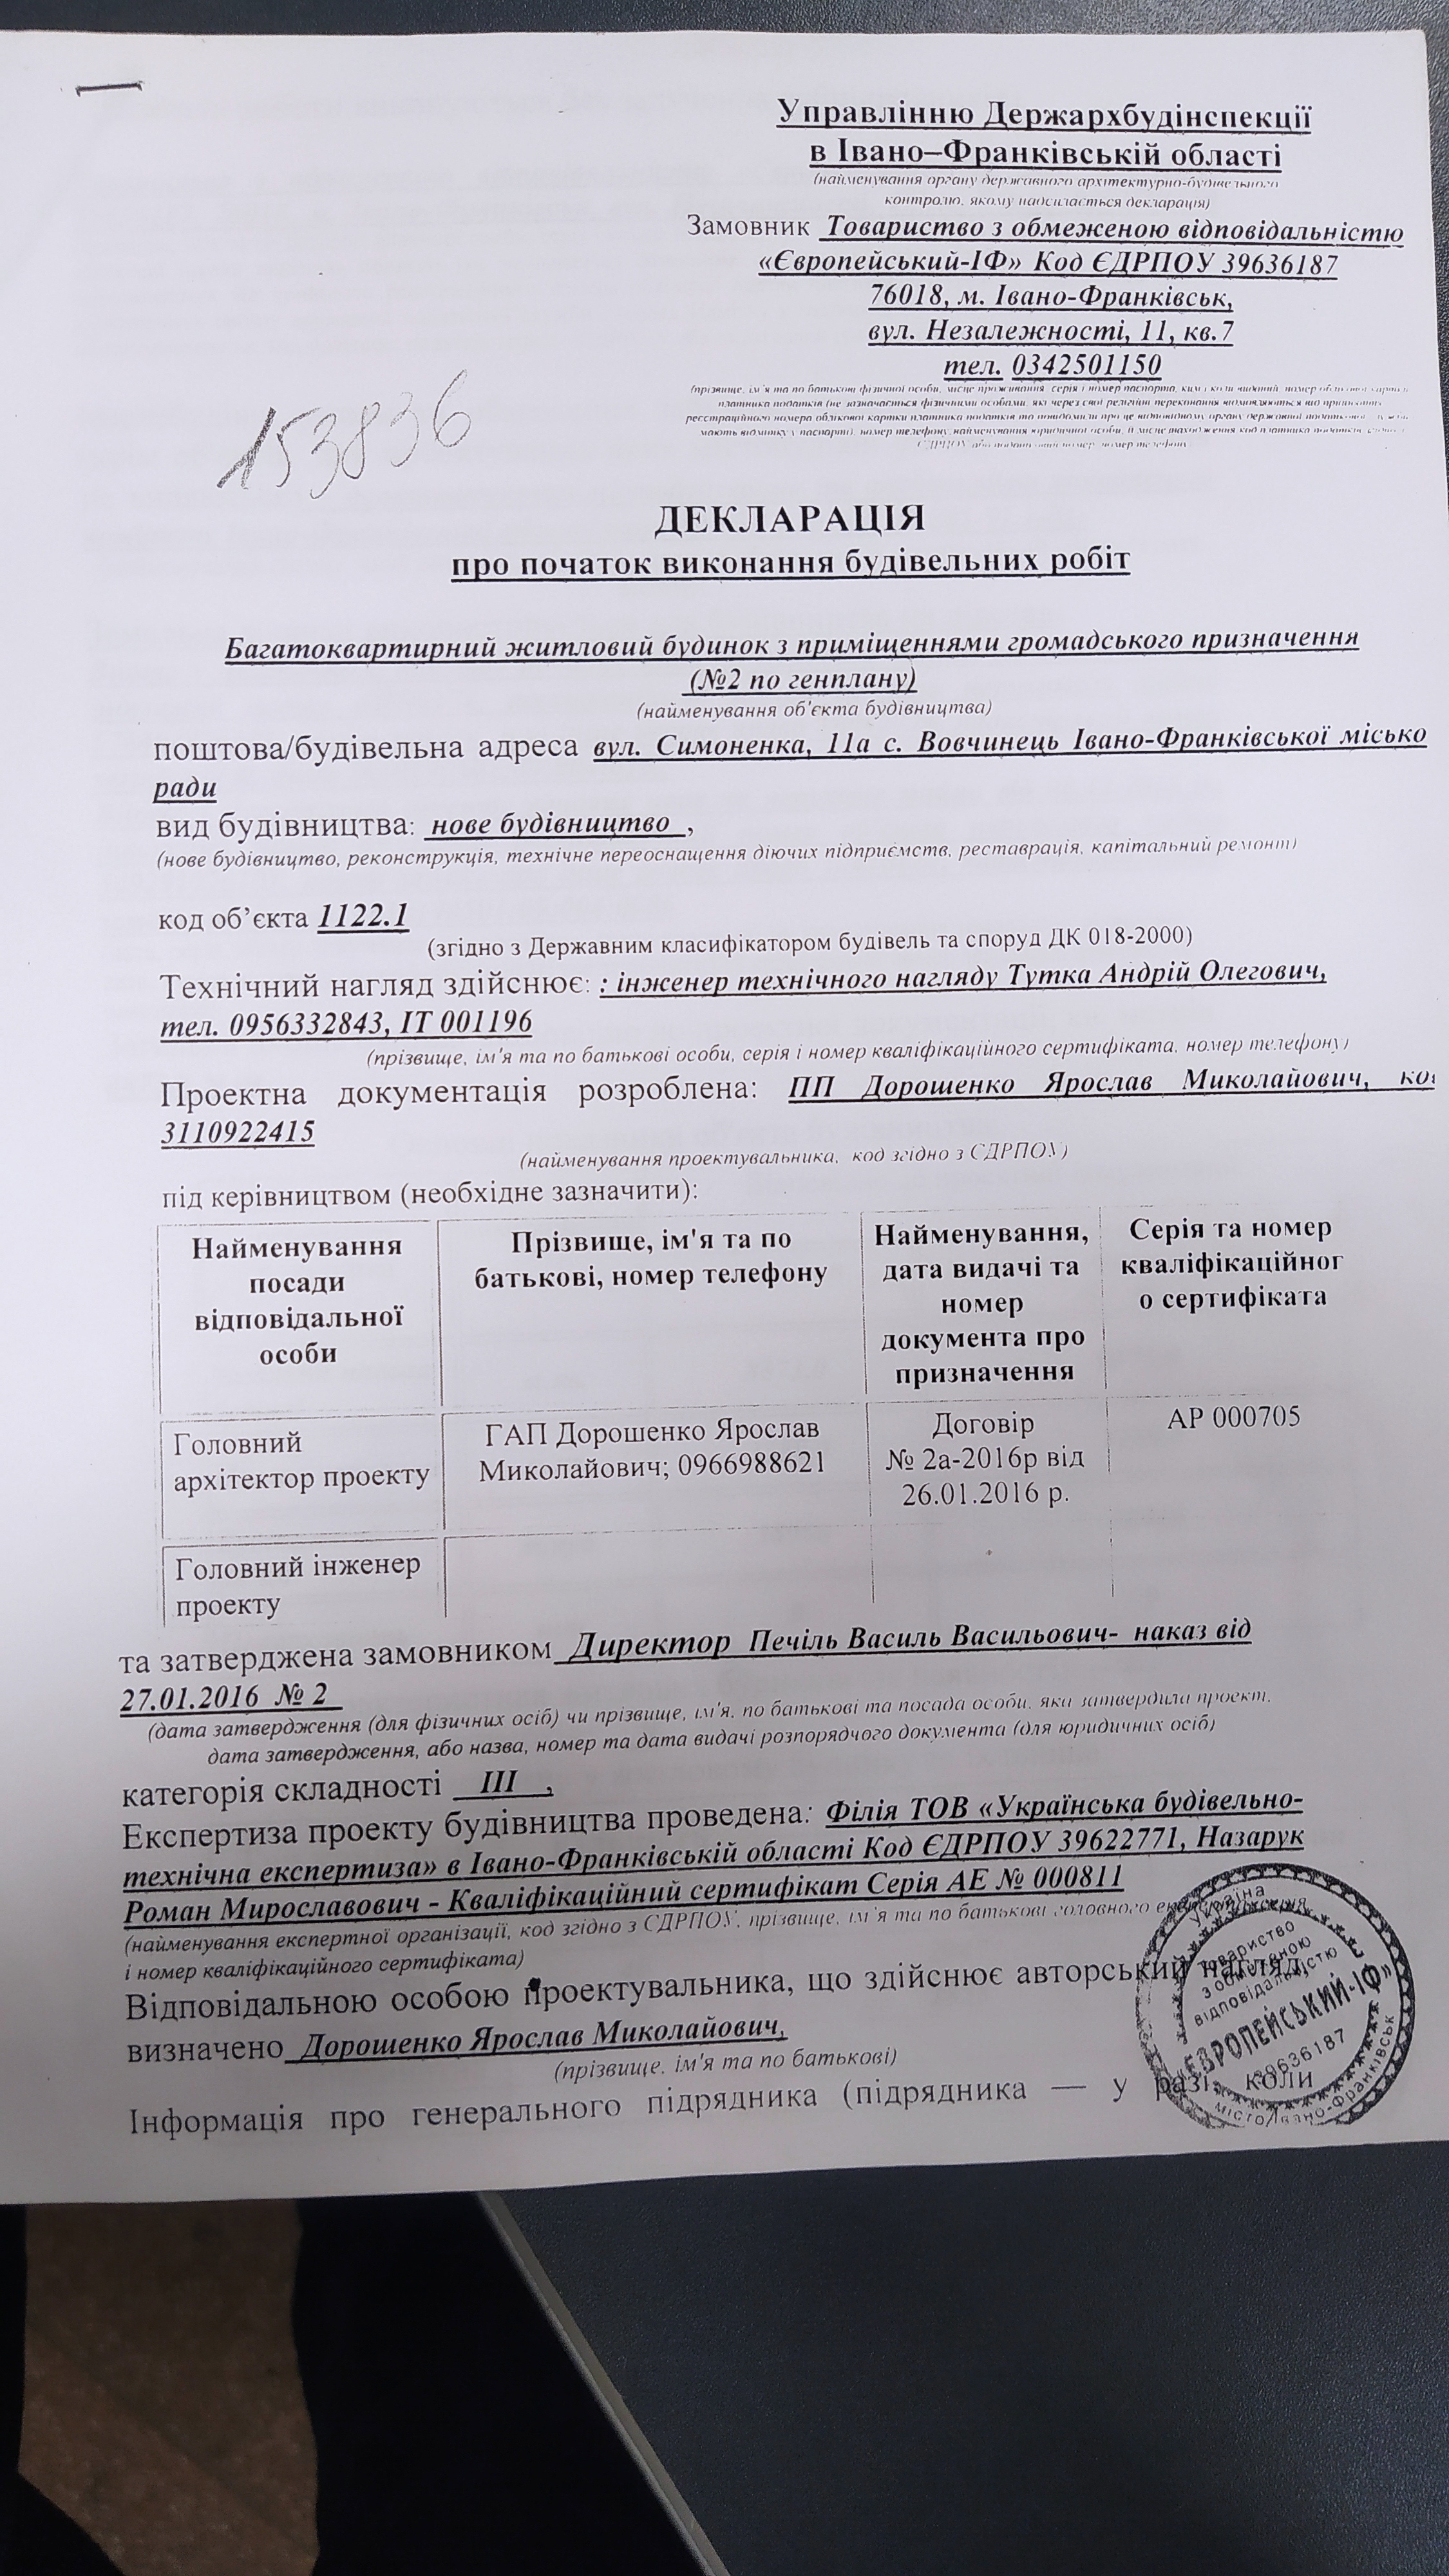 Управлінню Держархбудінспекції
в Івано–Франківській області
(найменування органу державного архітектурно-будівельного
контролю, якому надсилається декларація)
Замовник Товариство з обмеженою відповідальністю
«Європейський-ІФ» Код ЄДРПОУ 39636187
76018, м. Івано-Франківськ,
вул. Незалежності, 11, кв.7
тел. 0342501150
153836
ДЕКЛАРАЦІЯ
про початок виконання будівельних робіт
Багатоквартирний житловий будинок з приміщеннями громадського призначення
(№2 по генплану)
(найменування об'єкта будівництва)
поштова/будівельна адреса вул. Симоненка, 11а с. Вовчинець Івано-Франківської місько
ради
вид будівництва: нове будівництво ,
(нове будівництво, реконструкція, технічне переоснащення діючих підприємств, реставрація, капітальний ремонт)
код об’єкта 1122.1
(згідно з Державним класифікатором будівель та споруд ДК 018-2000)
Технічний нагляд здійснює: : інженер технічного нагляду Тутка Андрій Олегович,
тел. 0956332843, ІТ 001196
(прізвище, ім'я та по батькові особи, серія і номер кваліфікаційного сертифіката, номер телефону)
Проектна документація розроблена: ПП Дорошенко Ярослав Миколайович, ко
3110922415
(найменування проектувальника, код згідно з ЄДРПОУ)
під керівництвом (необхідне зазначити):
Найменування посади відповідальної особи
Прізвище, ім'я та по батькові, номер телефону
Найменування, дата видачі та номер документа про призначення
Серія та номер кваліфікаційног о сертифіката
Головний архітектор проекту
ГАП Дорошенко Ярослав Миколайович; 0966988621
Договір № 2а-2016р від 26.01.2016 р.
АР 000705
Головний інженер проекту
та затверджена замовником Директор Печіль Василь Васильович- наказ від
27.01.2016 № 2
(дата затвердження (для фізичних осіб) чи прізвище, ім'я, по батькові та посада особи, яка затвердила проект,
дата затвердження, або назва, номер та дата видачі розпорядчого документа (для юридичних осіб)
категорія складності III ,
Експертиза проекту будівництва проведена: Філія ТОВ «Українська будівельно-
технічна експертиза» в Івано-Франківській області Код ЄДРПОУ 39622771, Назарук
Роман Мирославович - Кваліфікаційний сертифікат Серія АЕ № 000811
(найменування експертної організації, код згідно з ЄДРПОУ, прізвище, ім'я та по батькові головного
і номер кваліфікаційного сертифіката)
Відповідальною особою проектувальника, що здійснює авторський нагляд,
визначено Дорошенко Ярослав Миколайович,
(прізвище, ім'я та по батькові)
Інформація про генерального підрядника (підрядника — у разі, коли
Україна
Товариство
з обмеженою
відповідальністю
«ЄВРОПЕЙСЬКИЙ-ІФ»
39636187
місто Івано-Франківськ